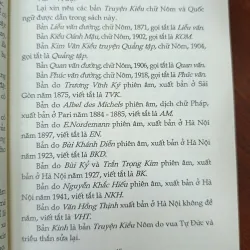 Lại xin nêu các bản Truyện Kiều chữ Nôm và Quốc
ngữ được dẫn trong sách này.
Bản Liễu văn đường chữ Nôm, 1871, gọi tắt là Liễu văn.
Bản Kiều Oánh Mậu, chữ Nôm, 1902, gọi tắt là KOM.
Bản Kim Vân Kiều Quảng tập, chữ Nôm, 1904,
gọi tắt là Quảng tập.
Bản Quan văn đường chữ Nôm, 1906, gọi tắt là Quan văn.
Bản Phúc văn đường chữ Nôm, 1918, gọi tắt là Phúc văn.
Bản do Trương Vĩnh Ký phiên âm, xuất bản ở Sài
Gòn năm 1875, viết tắt là TVK.
Bản do Albel des Michels phiên âm, dịch chữ Pháp,
xuất bản ở Pari năm 1884 - 1885, viết tắt là AM.
Bản do E.Nordemann phiên âm, xuất bản ở Hà Nội
năm 1897, viết tắt là EN.
Bản do Bùi Khánh Diễn phiên âm, xuất bản ở Hà Nội
năm 1923, viết tắt là BKD.
Bản do Bùi Kỷ và Trần Trọng Kim phiên âm, xuất
bản ở Hà Nội năm 1927, viết tắt là BK.
Bản do Nguyễn Khắc Hiếu phiên âm, xuất bản ở Hà
Nội năm 1941, viết tắt là NKH.
Bản do Văn Hồng Thịnh xuất bản ở Hà Nội không đề
năm, viết tắt là VHT.
Bản Kinh là bản Truyện Kiều Nôm do vua Tự Đức và
triều thần sửa lại.